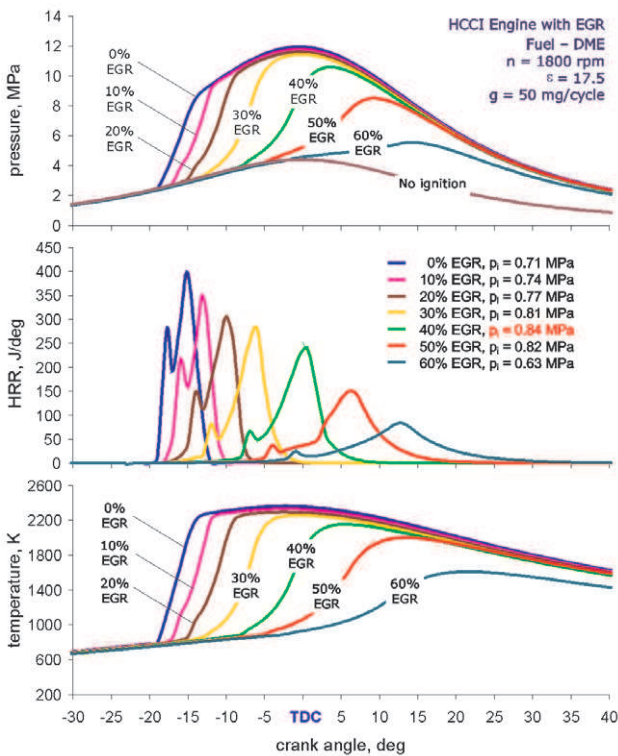 HCCI Engine with EGR
Fuel – DME
n = 1800 rpm
ε = 17.5
g = 50 mg/cycle
pressure, MPa
14
12
10
8
6
4
2
0
0%
EGR
10%
EGR
20%
EGR
30%
EGR
40%
EGR
50%
EGR
60%
EGR
No ignition
HRR, J/deg
450
400
350
300
250
200
150
100
50
0
0% EGR, pᵢ = 0.71 MPa
10% EGR, pᵢ = 0.74 MPa
20% EGR, pᵢ = 0.77 MPa
30% EGR, pᵢ = 0.81 MPa
40% EGR, pᵢ = 0.84 MPa
50% EGR, pᵢ = 0.82 MPa
60% EGR, pᵢ = 0.63 MPa
temperature, K
2600
2200
1800
1400
1000
600
200
0%
EGR
10%
EGR
20%
EGR
30%
EGR
40%
EGR
50%
EGR
60%
EGR
-30 -25 -20 -15 -10 -5 TDC 5 10 15 20 25 30 35 40
crank angle, deg